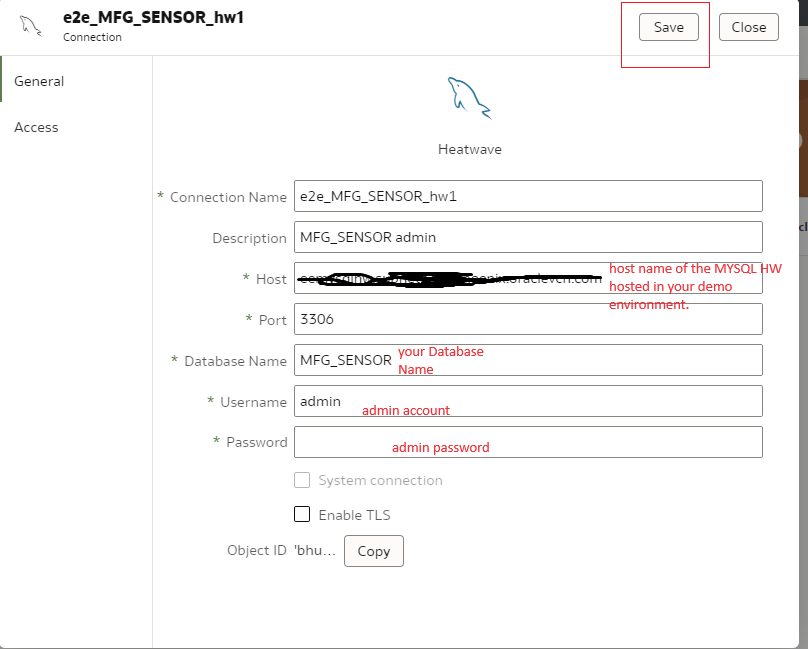 e2e_MFG_SENSOR_hw1
Connection
Save
Close
General
Access
Heatwave
* Connection Name e2e_MFG_SENSOR_hw1
Description MFG_SENSOR admin
* Host .oraclevcn.com
host name of the MYSQL HW
hosted in your demo
environment.
* Port 3306
* Database Name MFG_SENSOR
your Database
Name
* Username admin
admin account
* Password
admin password
System connection
Enable TLS
Object ID 'bhu... Copy